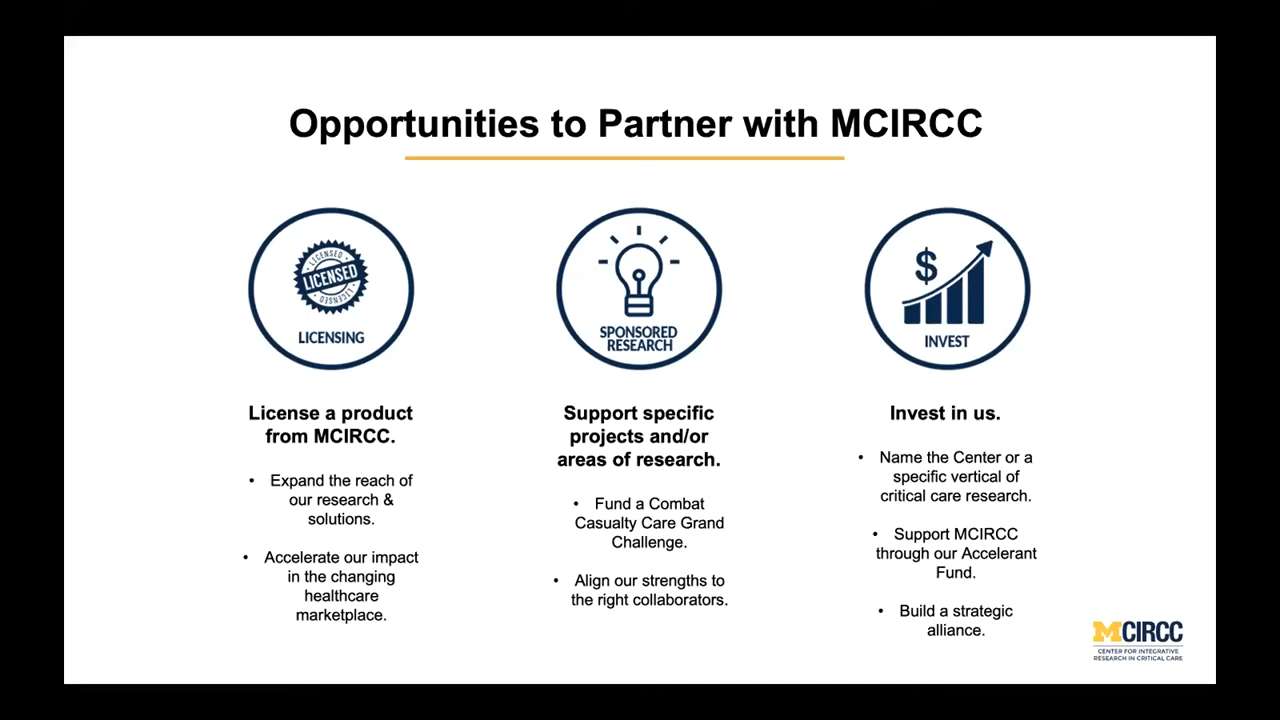 Opportunities to Partner with MCIRCC
LICENSED
LICENSED
LICENSED
LICENSING
SPONSORED
RESEARCH
$
INVEST
License a product
from MCIRCC.
• Expand the reach of
our research &
solutions.
• Accelerate our impact
in the changing
healthcare
marketplace.
Support specific
projects and/or
areas of research.
• Fund a Combat
Casualty Care Grand
Challenge.
• Align our strengths to
the right collaborators.
Invest in us.
• Name the Center or a
specific vertical of
critical care research.
• Support MCIRCC
through our Accelerant
Fund.
• Build a strategic
alliance.
MCIRCC
CENTER FOR INTEGRATIVE
RESEARCH IN CRITICAL CARE